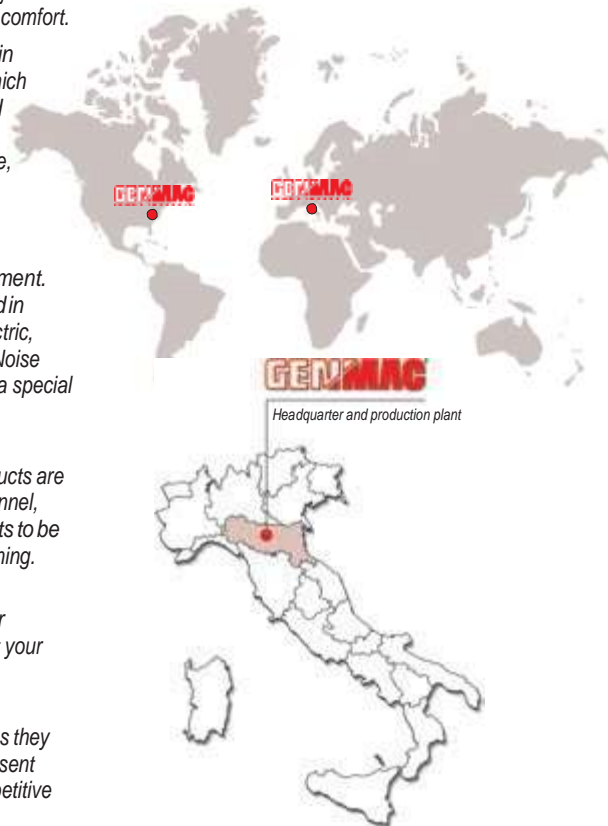 comfort.
in
hich
e,
GENMAC
GENMAC
ment.
d in
ctric,
Noise
a special
GENMAC
Headquarter and production plant
ucts are
nnel,
ts to be
ning.
r
your
s they
sent
petitive